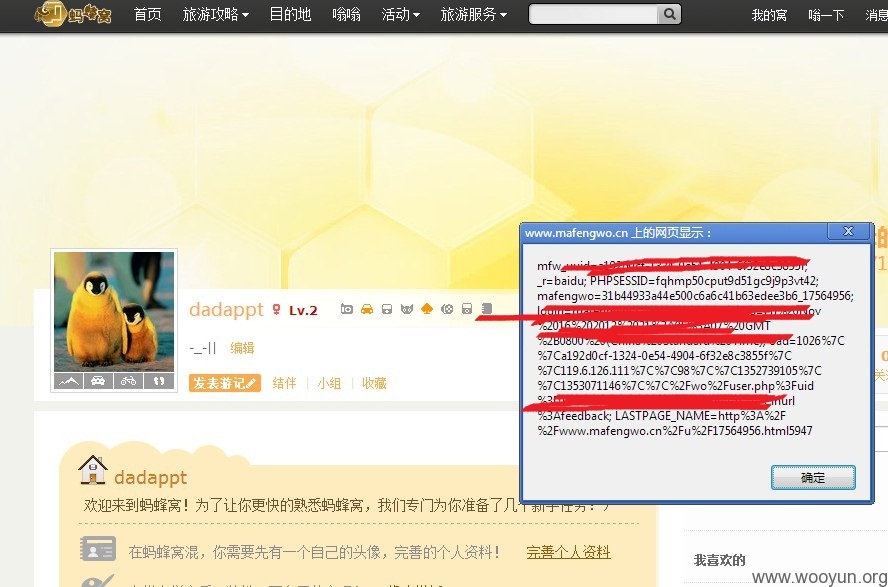 蚂蜂窝 首页 旅游攻略 目的地 嗡嗡 活动 旅游服务 我的窝 嗡一下 消息
www.mafengwo.cn 上的网页显示：
mfw_uuid=
_r=baidu; PHPSESSID=fqhmp50cput9d51gc9j9p3vt42;
mafengwo=31b44933a44e500c6a6c41b63edee3b6_17564956;
%2016%202012%20
%2B0800%20 oad=1026%7C
%7Ca192d0cf-1324-0e54-4904-6f32e8c3855f%7C
%7C119.6.126.111%7C%7C98%7C%7C1352739105%7C
%7C1353071146%7C%7C%2Fwo%2Fuser.php%3Fuid
%3 inurl
%3Afeedback; LASTPAGE_NAME=http%3A%2F
%2Fwww.mafengwo.cn%2Fu%2F17564956.html5947
确定
dadappt Lv.2
-_-|| 编辑
发表游记 结伴 小组 收藏
dadappt
欢迎来到蚂蜂窝！为了让你更快的熟悉蚂蜂窝，我们专门为你准备了几个新手任务！
在蚂蜂窝混，你需要先有一个自己的头像，完善的个人资料！ 完善个人资料
我喜欢的
www.wooyun.org